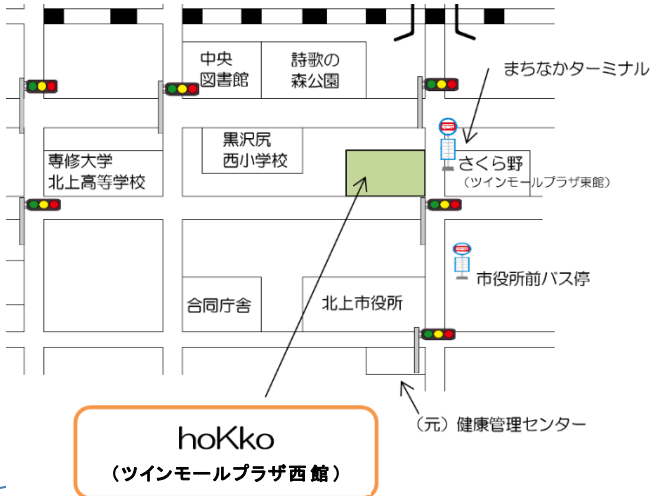 中央
図書館
詩歌の
森公園
まちなかターミナル
黒沢尻
西小学校
専修大学
北上高等学校
さくら野
（ツインモールプラザ東館）
市役所前バス停
合同庁舎
北上市役所
（元）健康管理センター
hoKko
（ツインモールプラザ西館）